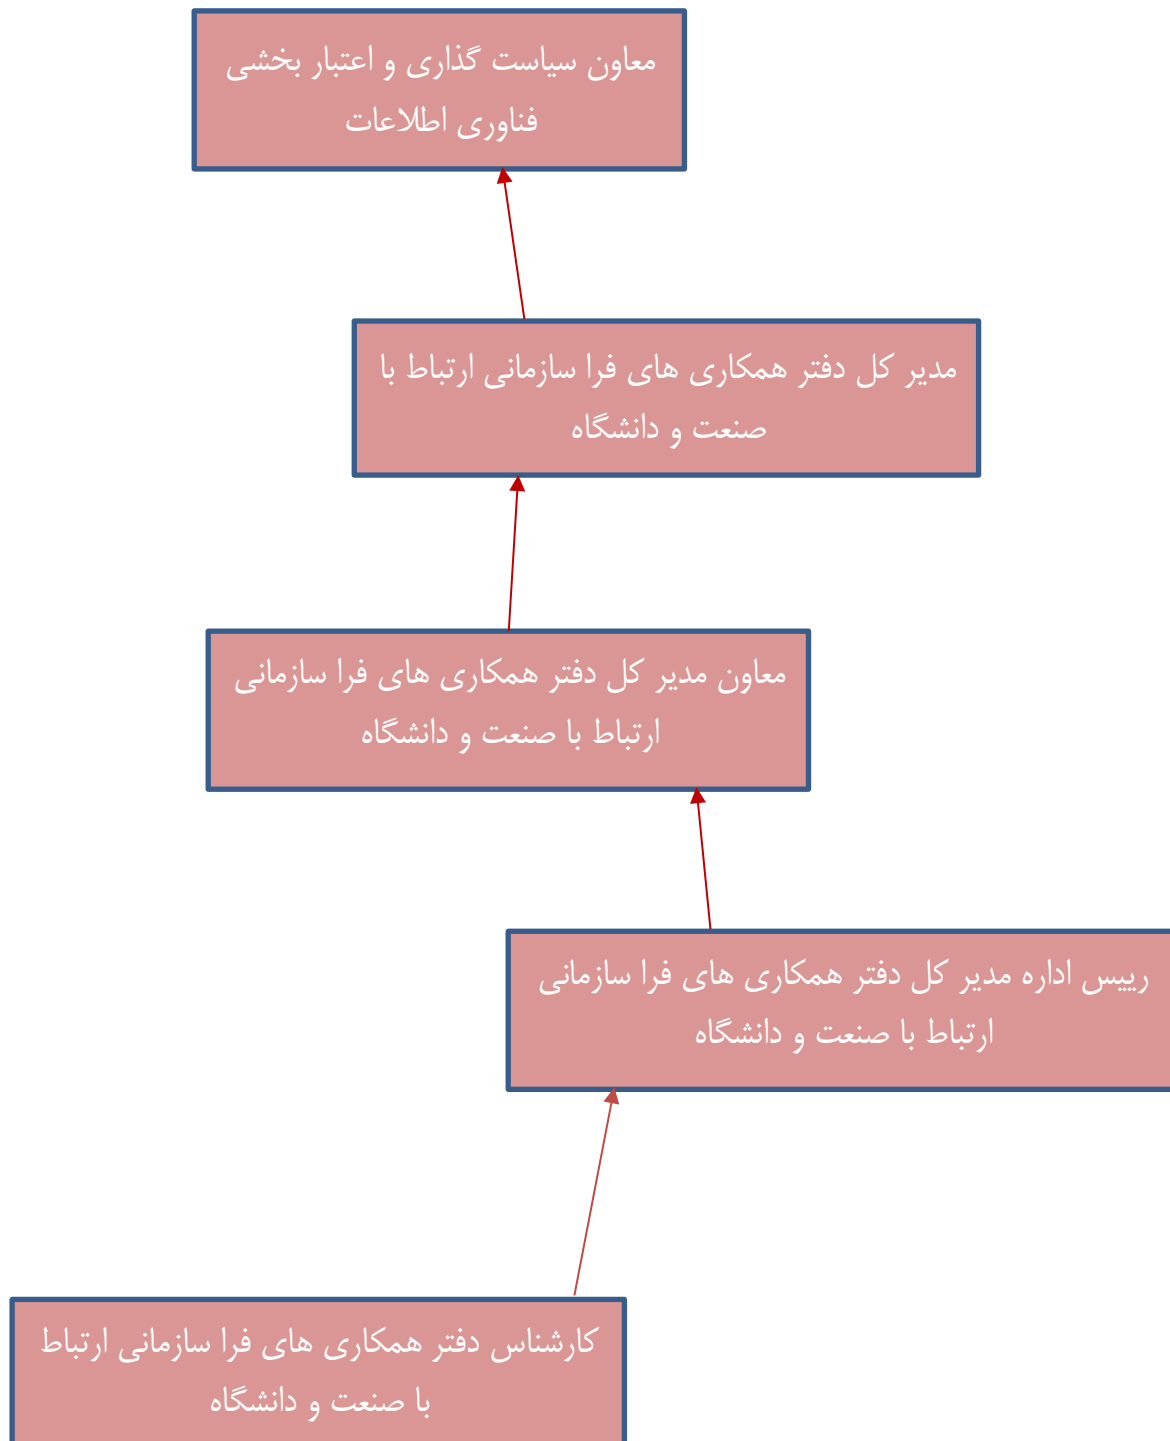 معاون سیاست گذاری و اعتبار بخشی
فناوری اطلاعات
مدیر کل دفتر همکاری های فرا سازمانی ارتباط با
صنعت و دانشگاه
معاون مدیر کل دفتر همکاری های فرا سازمانی
ارتباط با صنعت و دانشگاه
رییس اداره مدیر کل دفتر همکاری های فرا سازمانی
ارتباط با صنعت و دانشگاه
کارشناس دفتر همکاری های فرا سازمانی ارتباط
با صنعت و دانشگاه